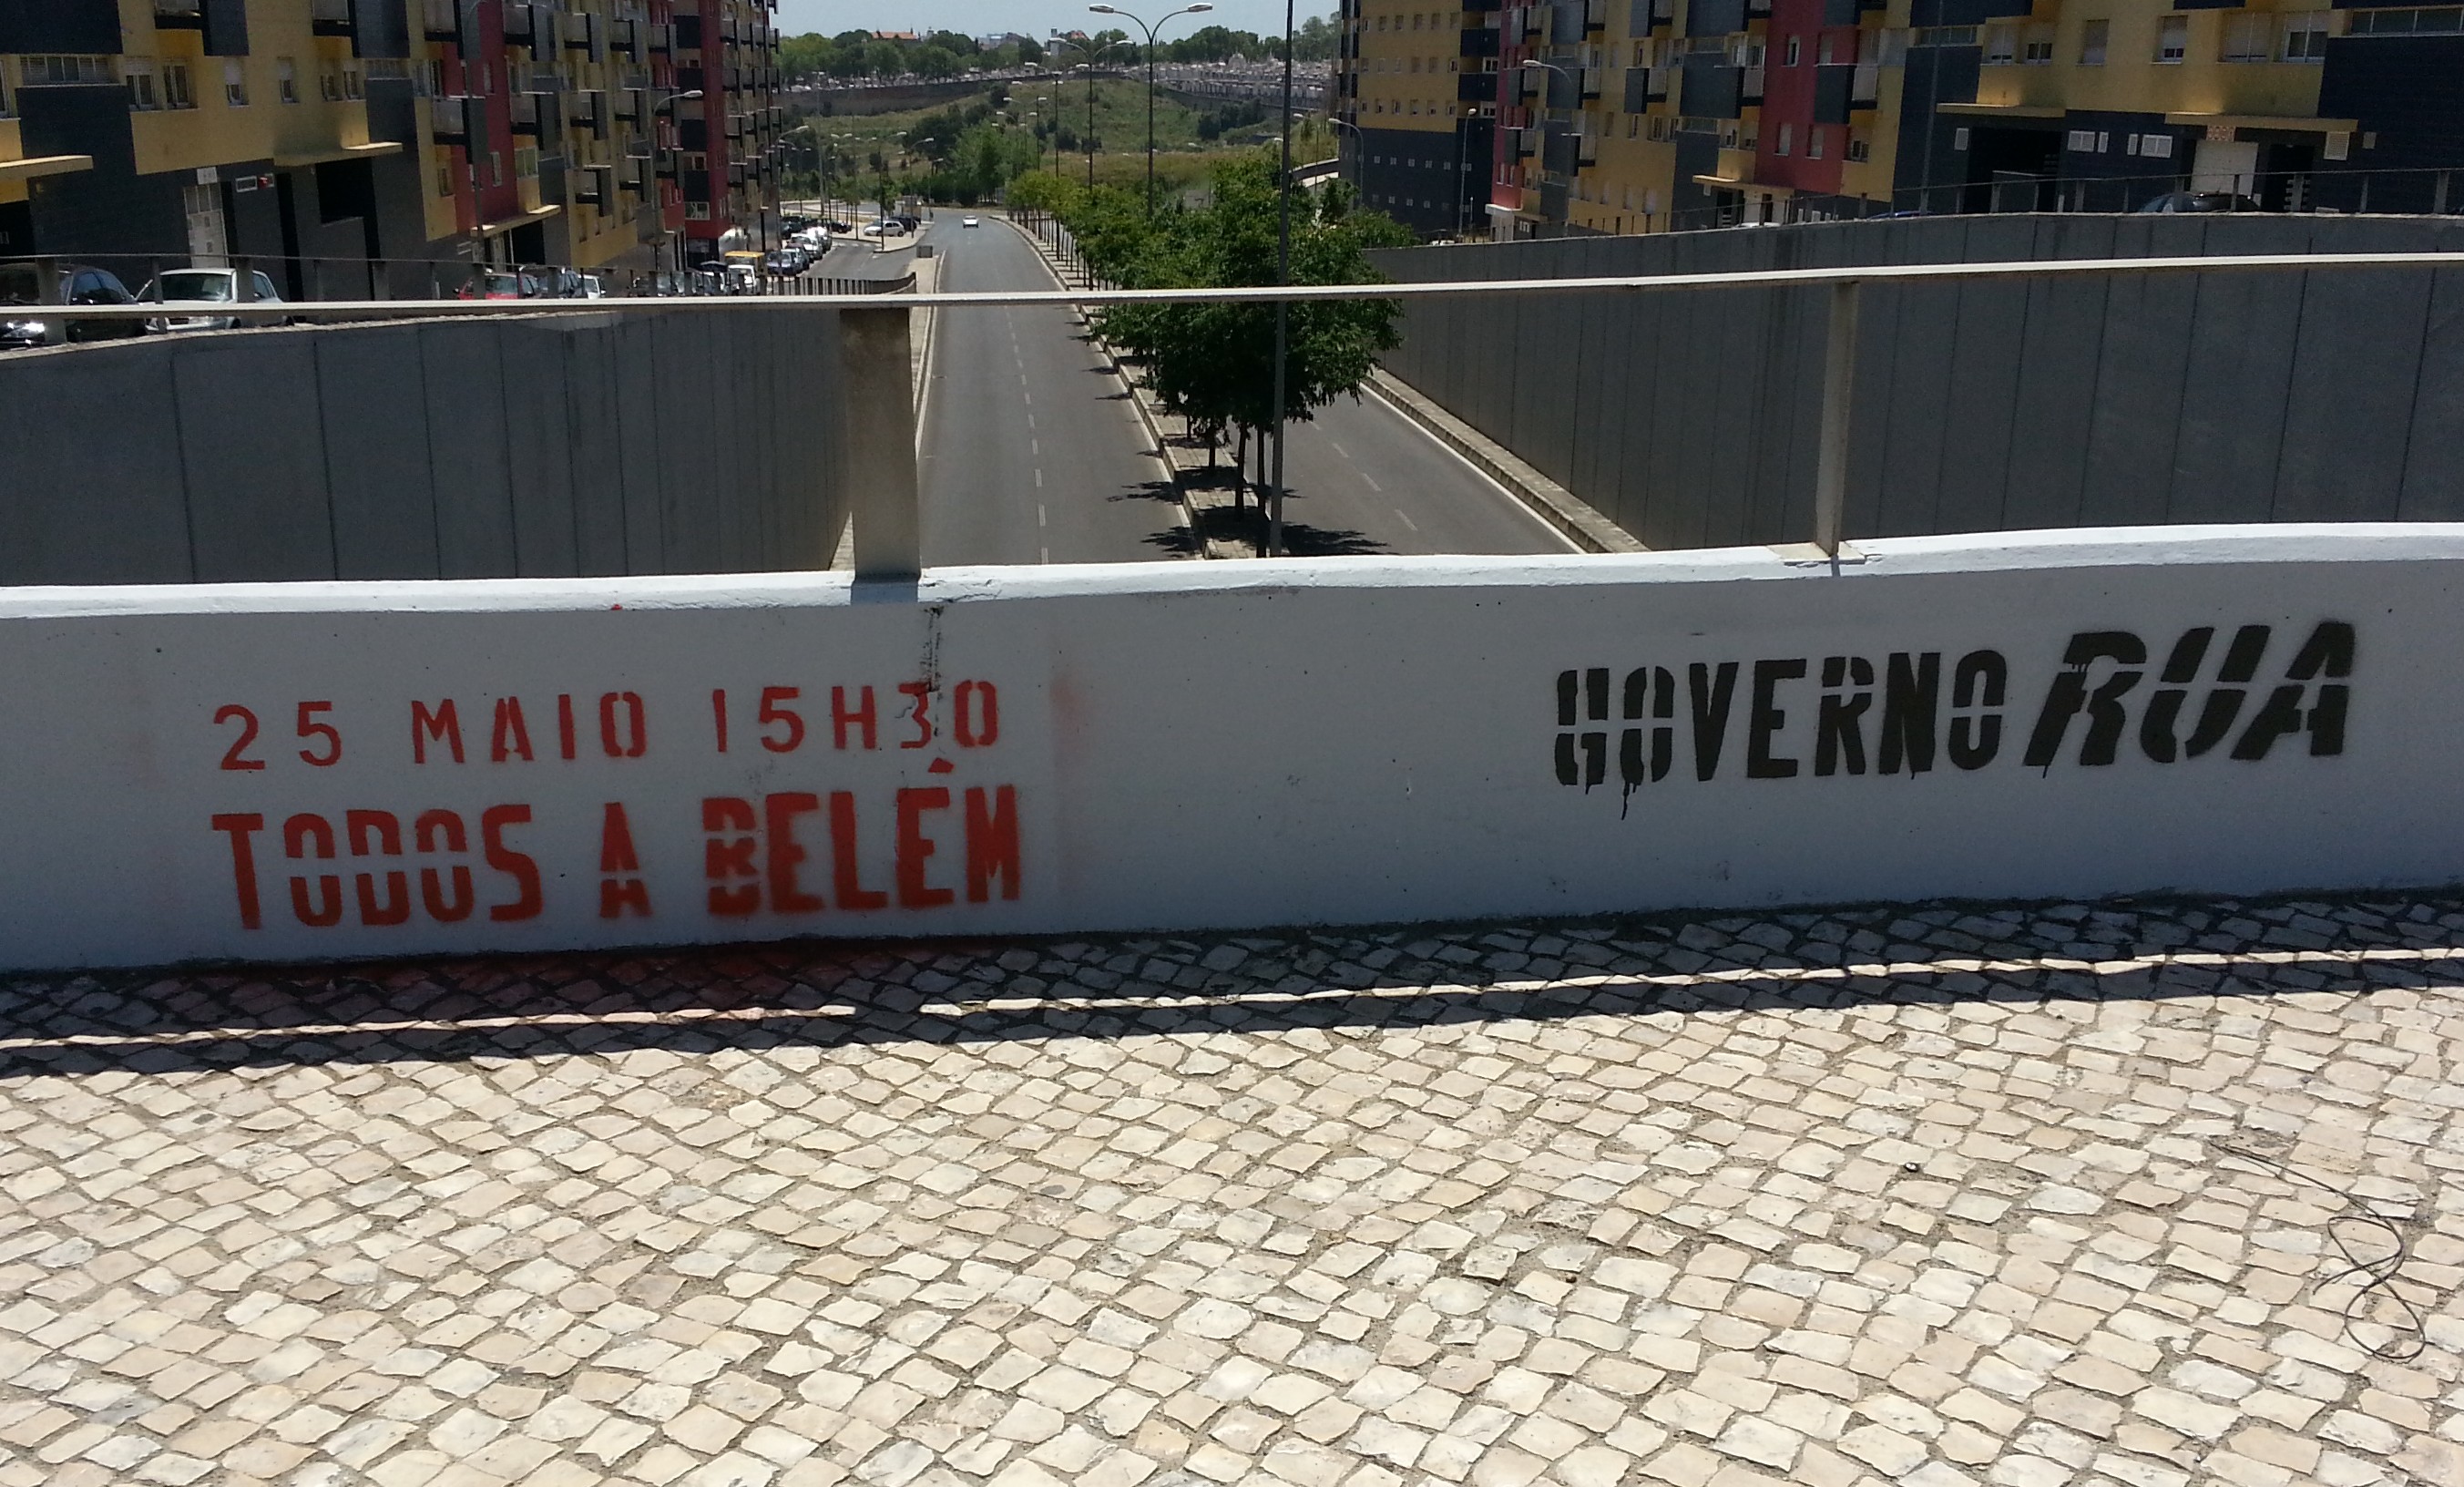 25 MAIO 15H30
TODOS A BELÉM
GOVERNO RUA